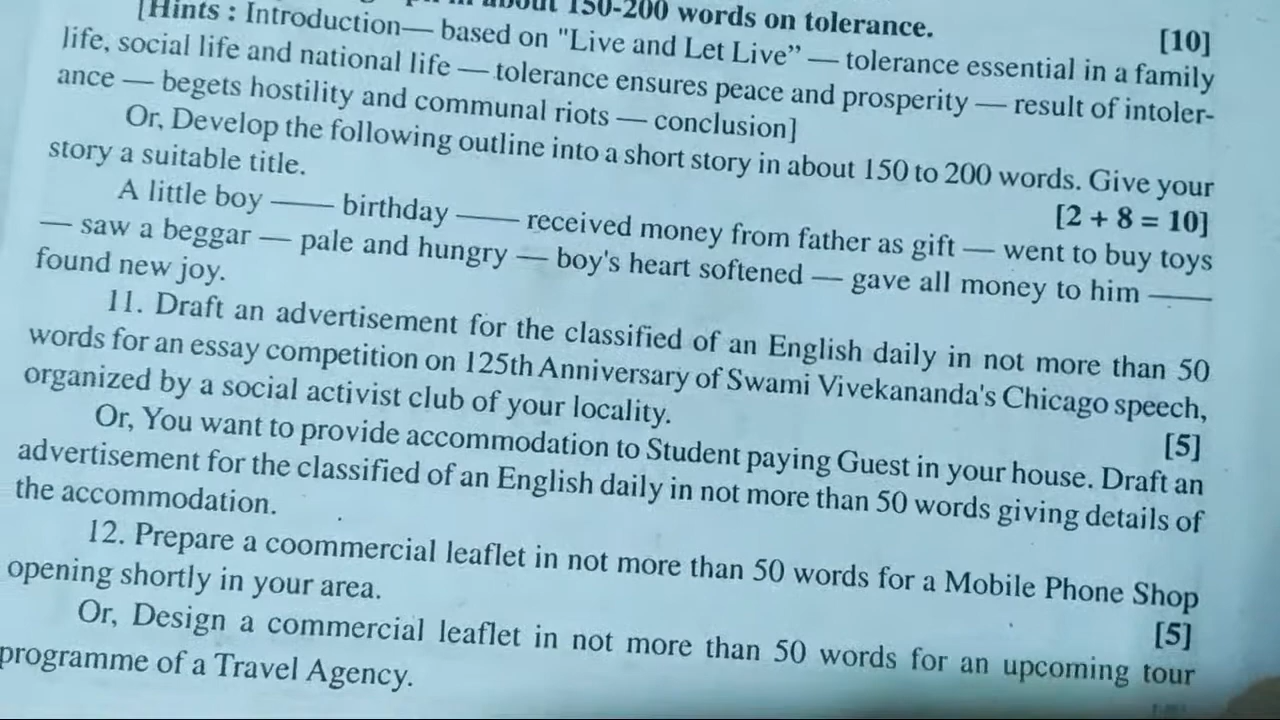 about 150-200 words on tolerance.
[10]
[Hints : Introduction— based on "Live and Let Live” — tolerance essential in a family
life, social life and national life — tolerance ensures peace and prosperity — result of intoler-
ance — begets hostility and communal riots — conclusion]
Or, Develop the following outline into a short story in about 150 to 200 words. Give your
story a suitable title.
[2 + 8 = 10]
A little boy —— birthday —— received money from father as gift — went to buy toys
— saw a beggar — pale and hungry — boy's heart softened — gave all money to him ——
found new joy.
11. Draft an advertisement for the classified of an English daily in not more than 50
words for an essay competition on 125th Anniversary of Swami Vivekananda's Chicago speech,
organized by a social activist club of your locality.
[5]
Or, You want to provide accommodation to Student paying Guest in your house. Draft an
advertisement for the classified of an English daily in not more than 50 words giving details of
the accommodation.
12. Prepare a coommercial leaflet in not more than 50 words for a Mobile Phone Shop
opening shortly in your area.
[5]
Or, Design a commercial leaflet in not more than 50 words for an upcoming tour
programme of a Travel Agency.